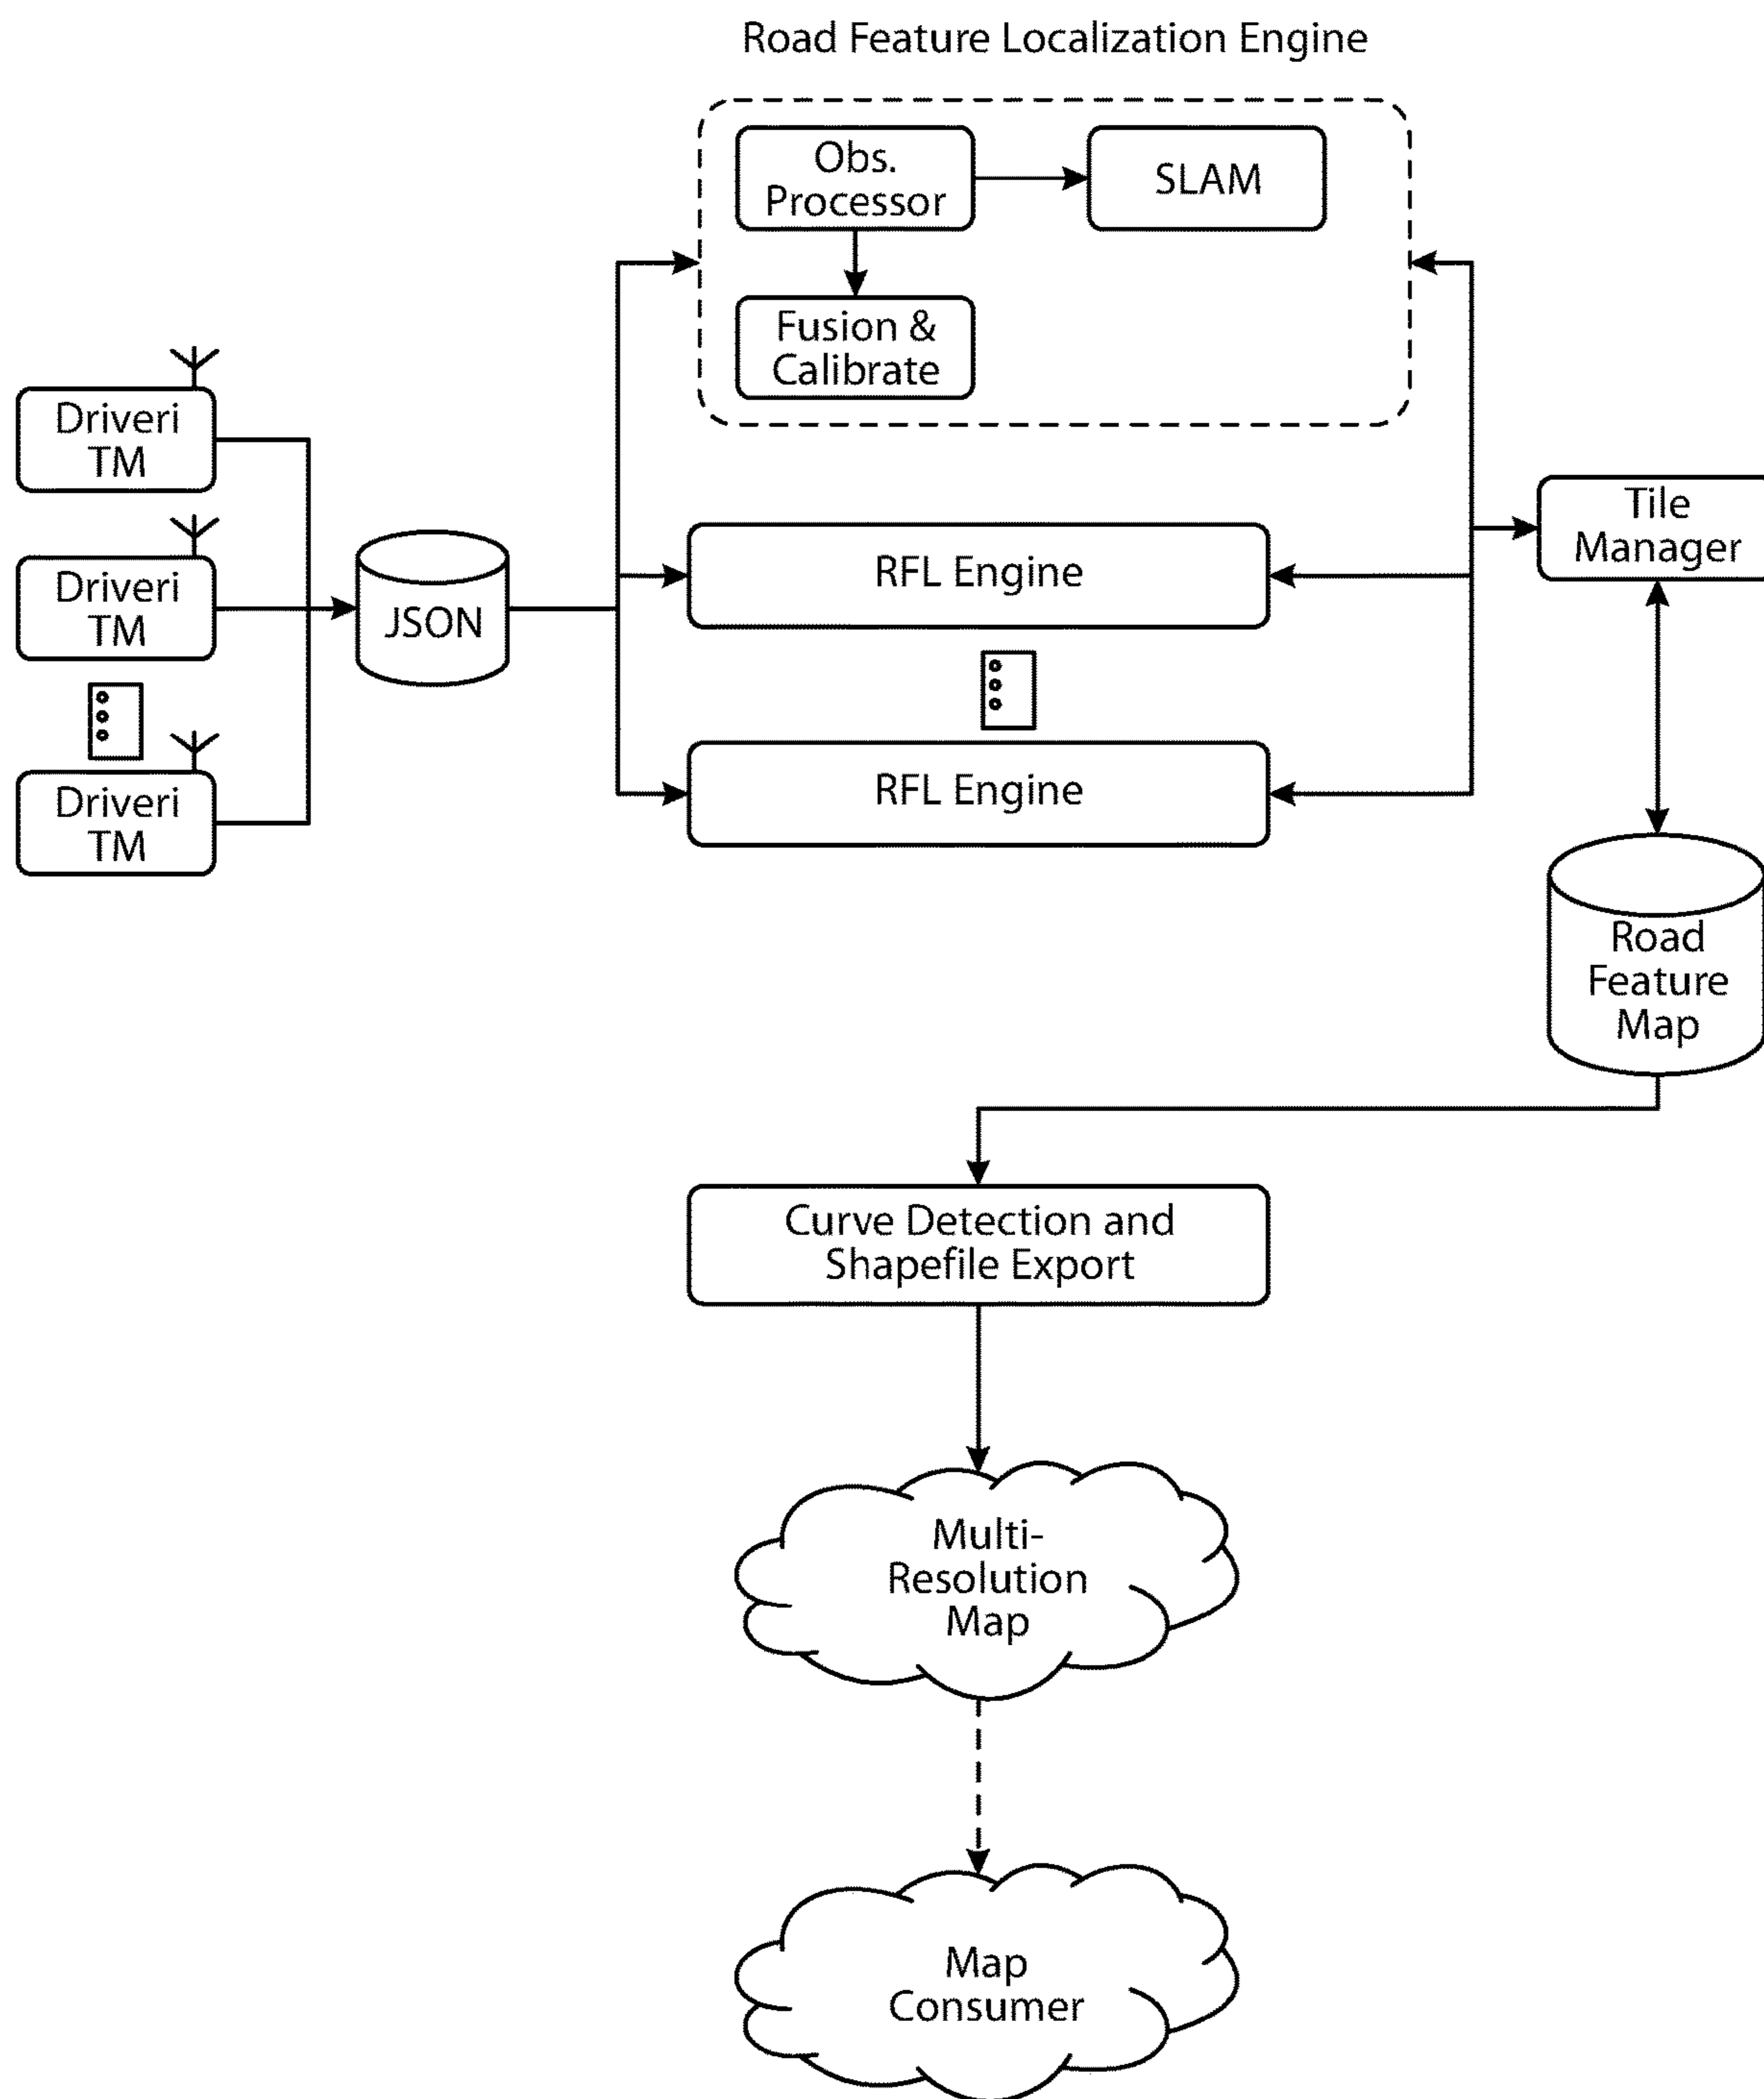 Road Feature Localization Engine
Obs.
Processor
SLAM
Fusion &
Calibrate
Driveri
TM
Driveri
TM
Driveri
TM
JSON
RFL Engine
RFL Engine
Tile
Manager
Road
Feature
Map
Curve Detection and
Shapefile Export
Multi-
Resolution
Map
Map
Consumer